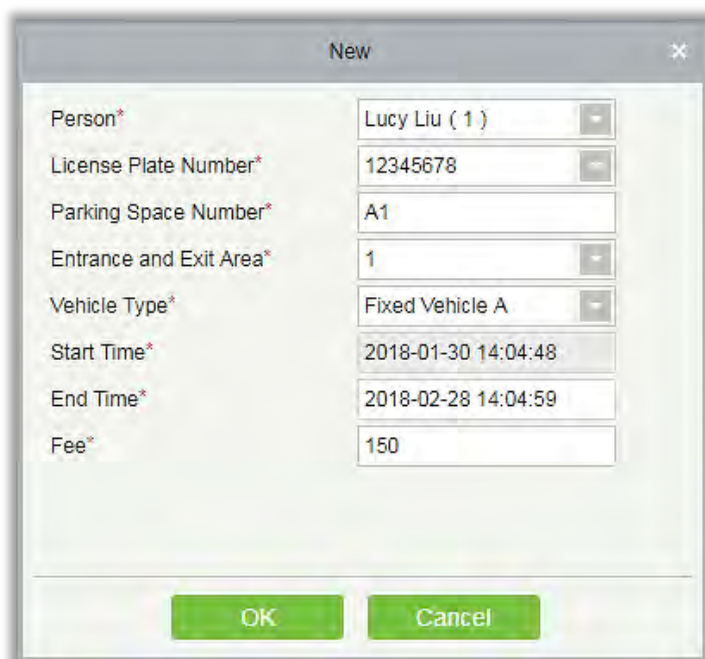 New
Person* Lucy Liu ( 1 )
License Plate Number* 12345678
Parking Space Number* A1
Entrance and Exit Area* 1
Vehicle Type* Fixed Vehicle A
Start Time* 2018-01-30 14:04:48
End Time* 2018-02-28 14:04:59
Fee* 150
OK Cancel